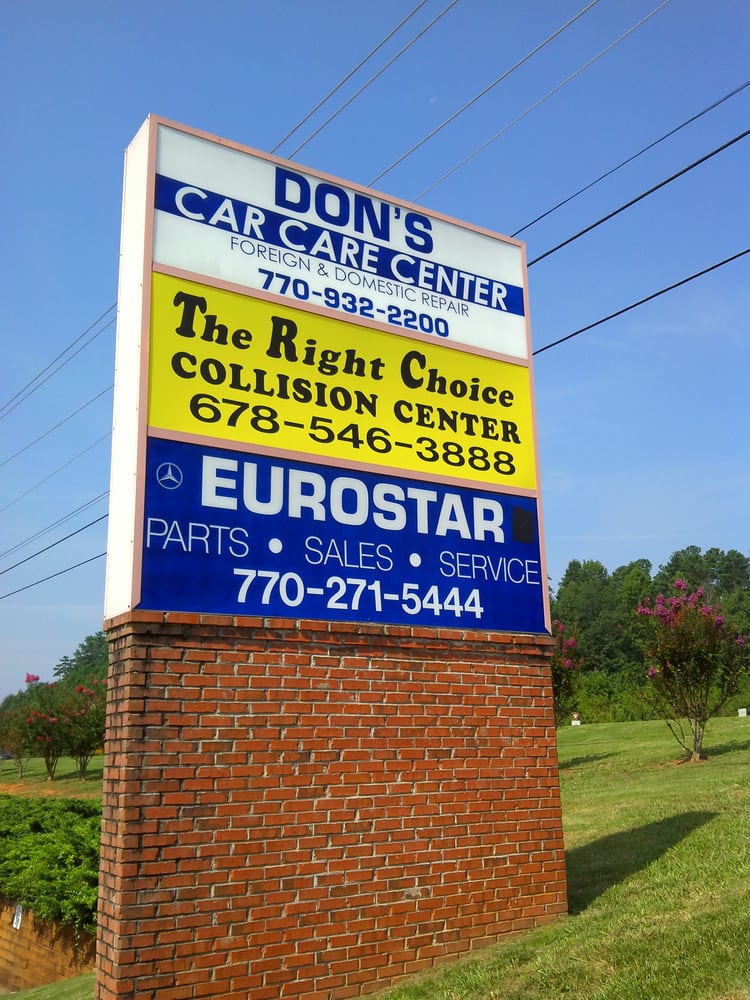 DON'S
CAR CARE CENTER
FOREIGN & DOMESTIC REPAIR
770-932-2200
The Right Choice
COLLISION CENTER
678-546-3888
EUROSTAR
PARTS • SALES • SERVICE
770-271-5444